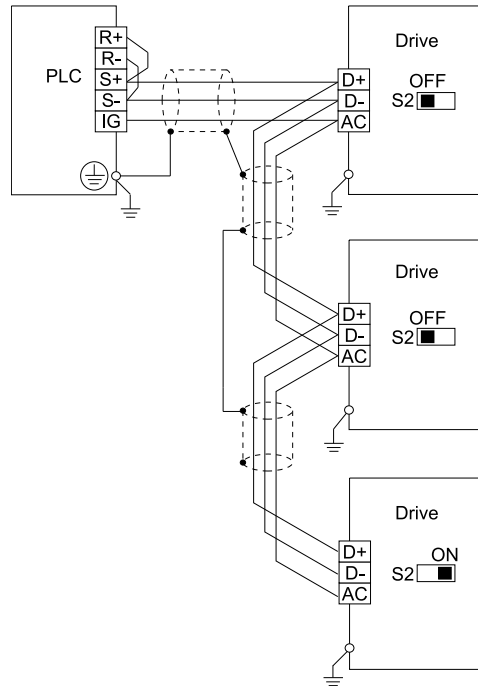 PLC
R+
R-
S+
S-
IG
Drive
OFF
S2
D+
D-
AC
Drive
OFF
S2
D+
D-
AC
Drive
ON
S2
D+
D-
AC